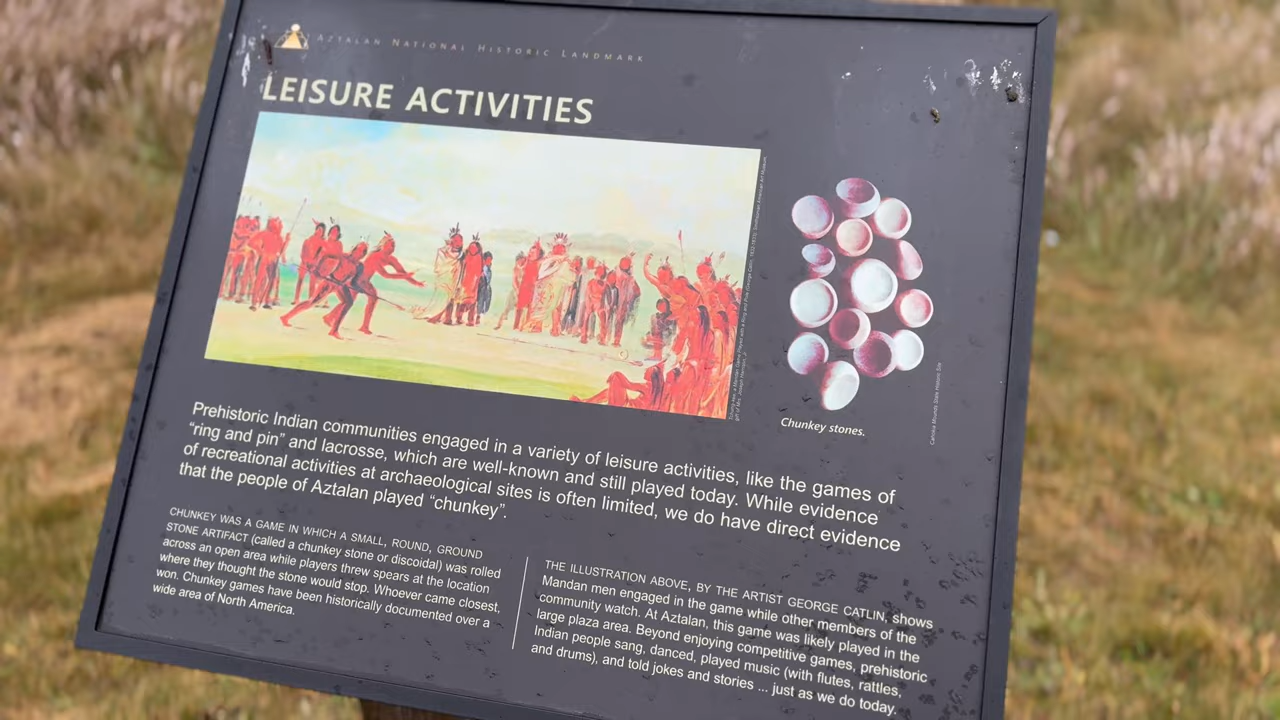 AZTALAN NATIONAL HISTORIC LANDMARK
LEISURE ACTIVITIES
Chunkey stones.
Cahokia Mounds State Historic Site
Prehistoric Indian communities engaged in a variety of leisure activities, like the games of
“ring and pin” and lacrosse, which are well-known and still played today. While evidence
of recreational activities at archaeological sites is often limited, we do have direct evidence
that the people of Aztalan played “chunkey”.
CHUNKEY WAS A GAME IN WHICH A SMALL, ROUND, GROUND
STONE ARTIFACT (called a chunkey stone or discoidal) was rolled
across an open area while players threw spears at the location
where they thought the stone would stop. Whoever came closest,
won. Chunkey games have been historically documented over a
wide area of North America.
THE ILLUSTRATION ABOVE, BY THE ARTIST GEORGE CATLIN, shows
Mandan men engaged in the game while other members of the
community watch. At Aztalan, this game was likely played in the
large plaza area. Beyond enjoying competitive games, prehistoric
Indian people sang, danced, played music (with flutes, rattles,
and drums), and told jokes and stories ... just as we do today.